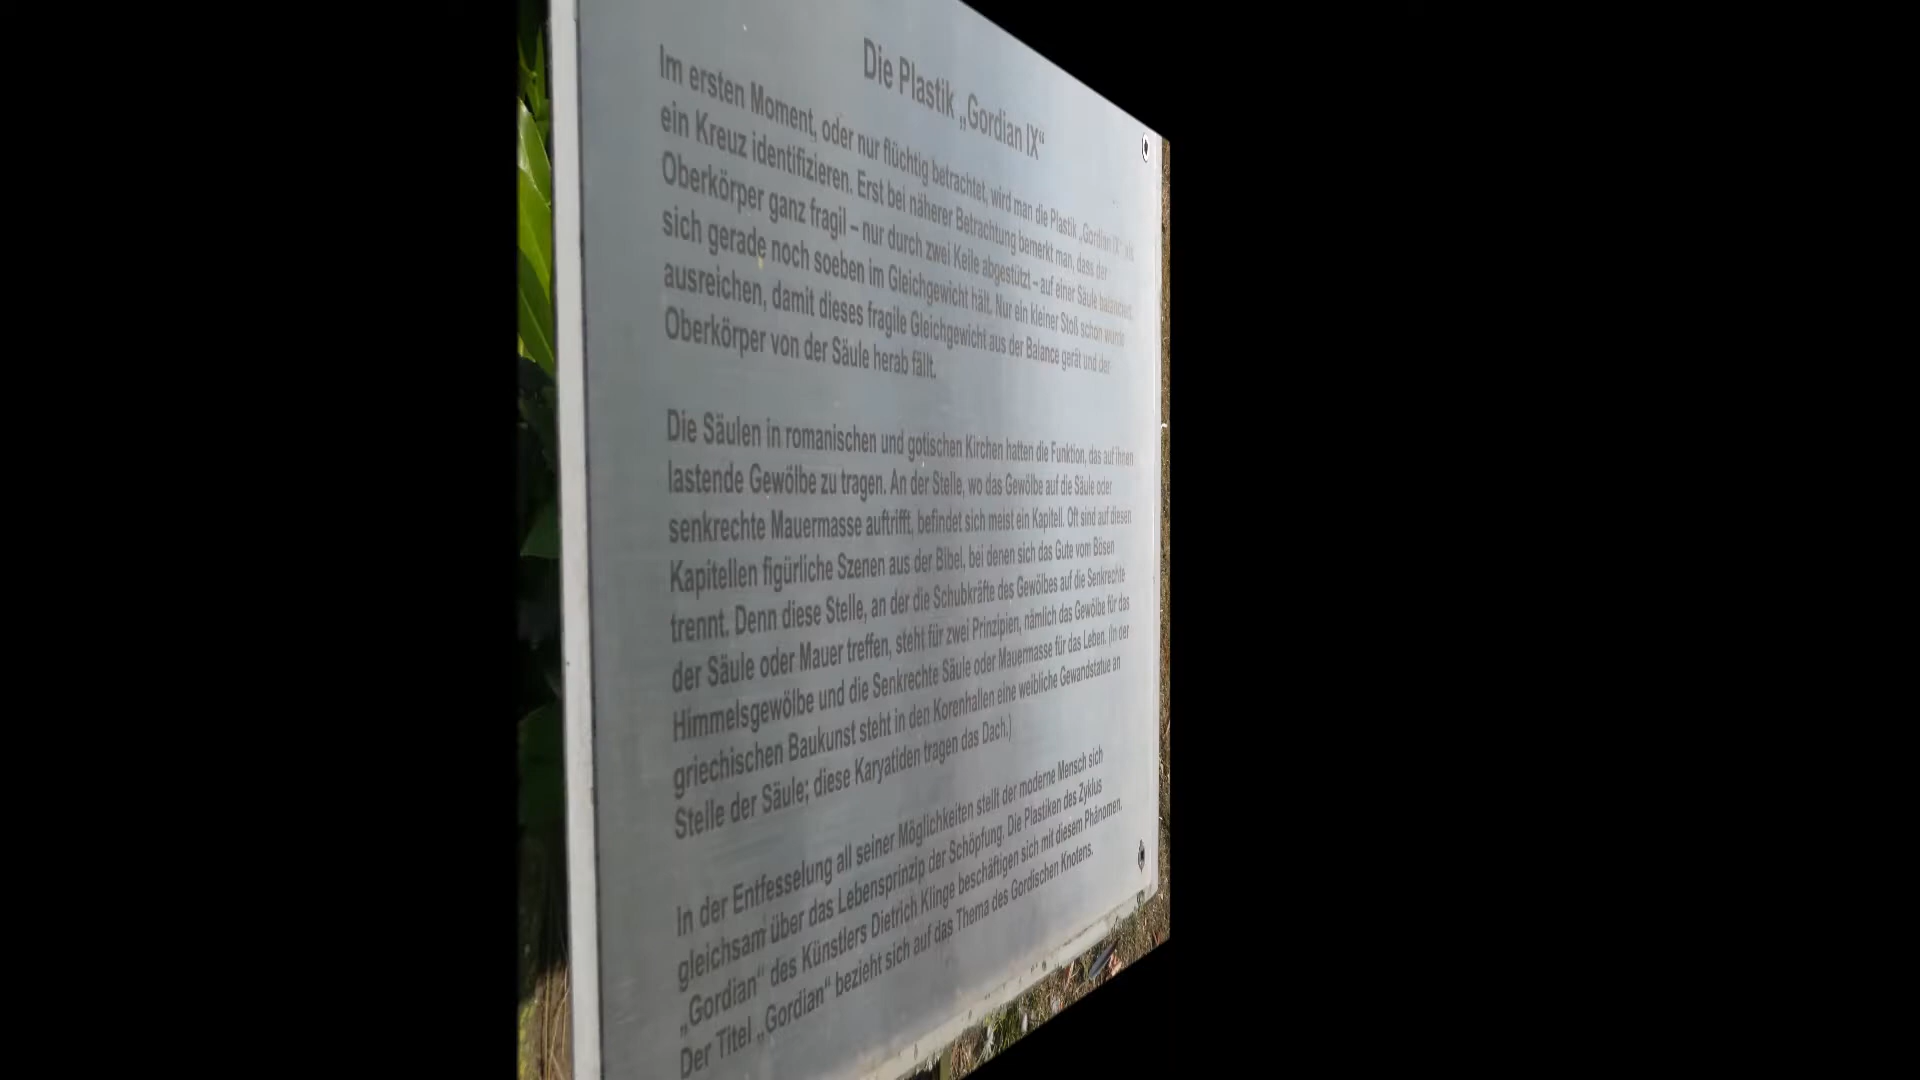 Die Plastik „Gordian IX“
Im ersten Moment, oder nur flüchtig betrachtet, wird man die Plastik „Gordian IX“ als
ein Kreuz identifizieren. Erst bei näherer Betrachtung bemerkt man, dass der
Oberkörper ganz fragil – nur durch zwei Keile abgestützt – auf einer Säule balanciert,
sich gerade noch soeben im Gleichgewicht hält. Nur ein kleiner Stoß schon würde
ausreichen, damit dieses fragile Gleichgewicht aus der Balance gerät und der
Oberkörper von der Säule herab fällt.
Die Säulen in romanischen und gotischen Kirchen hatten die Funktion, das auf ihnen
lastende Gewölbe zu tragen. An der Stelle, wo das Gewölbe auf die Säule oder
senkrechte Mauermasse auftrifft, befindet sich meist ein Kapitell. Oft sind auf diesen
Kapitellen figürliche Szenen aus der Bibel, bei denen sich das Gute vom Bösen
trennt. Denn diese Stelle, an der die Schubkräfte des Gewölbes auf die Senkrechte
der Säule oder Mauer treffen, steht für zwei Prinzipien, nämlich das Gewölbe für das
Himmelsgewölbe und die Senkrechte Säule oder Mauermasse für das Leben. (In der
griechischen Baukunst steht in den Korenhallen eine weibliche Gewandstatue an
Stelle der Säule; diese Karyatiden tragen das Dach.)
In der Entfesselung all seiner Möglichkeiten stellt der moderne Mensch sich
gleichsam über das Lebensprinzip der Schöpfung. Die Plastiken des Zyklus
„Gordian“ des Künstlers Dietrich Klinge beschäftigen sich mit diesem Phänomen.
Der Titel „Gordian“ bezieht sich auf das Thema des Gordischen Knotens.